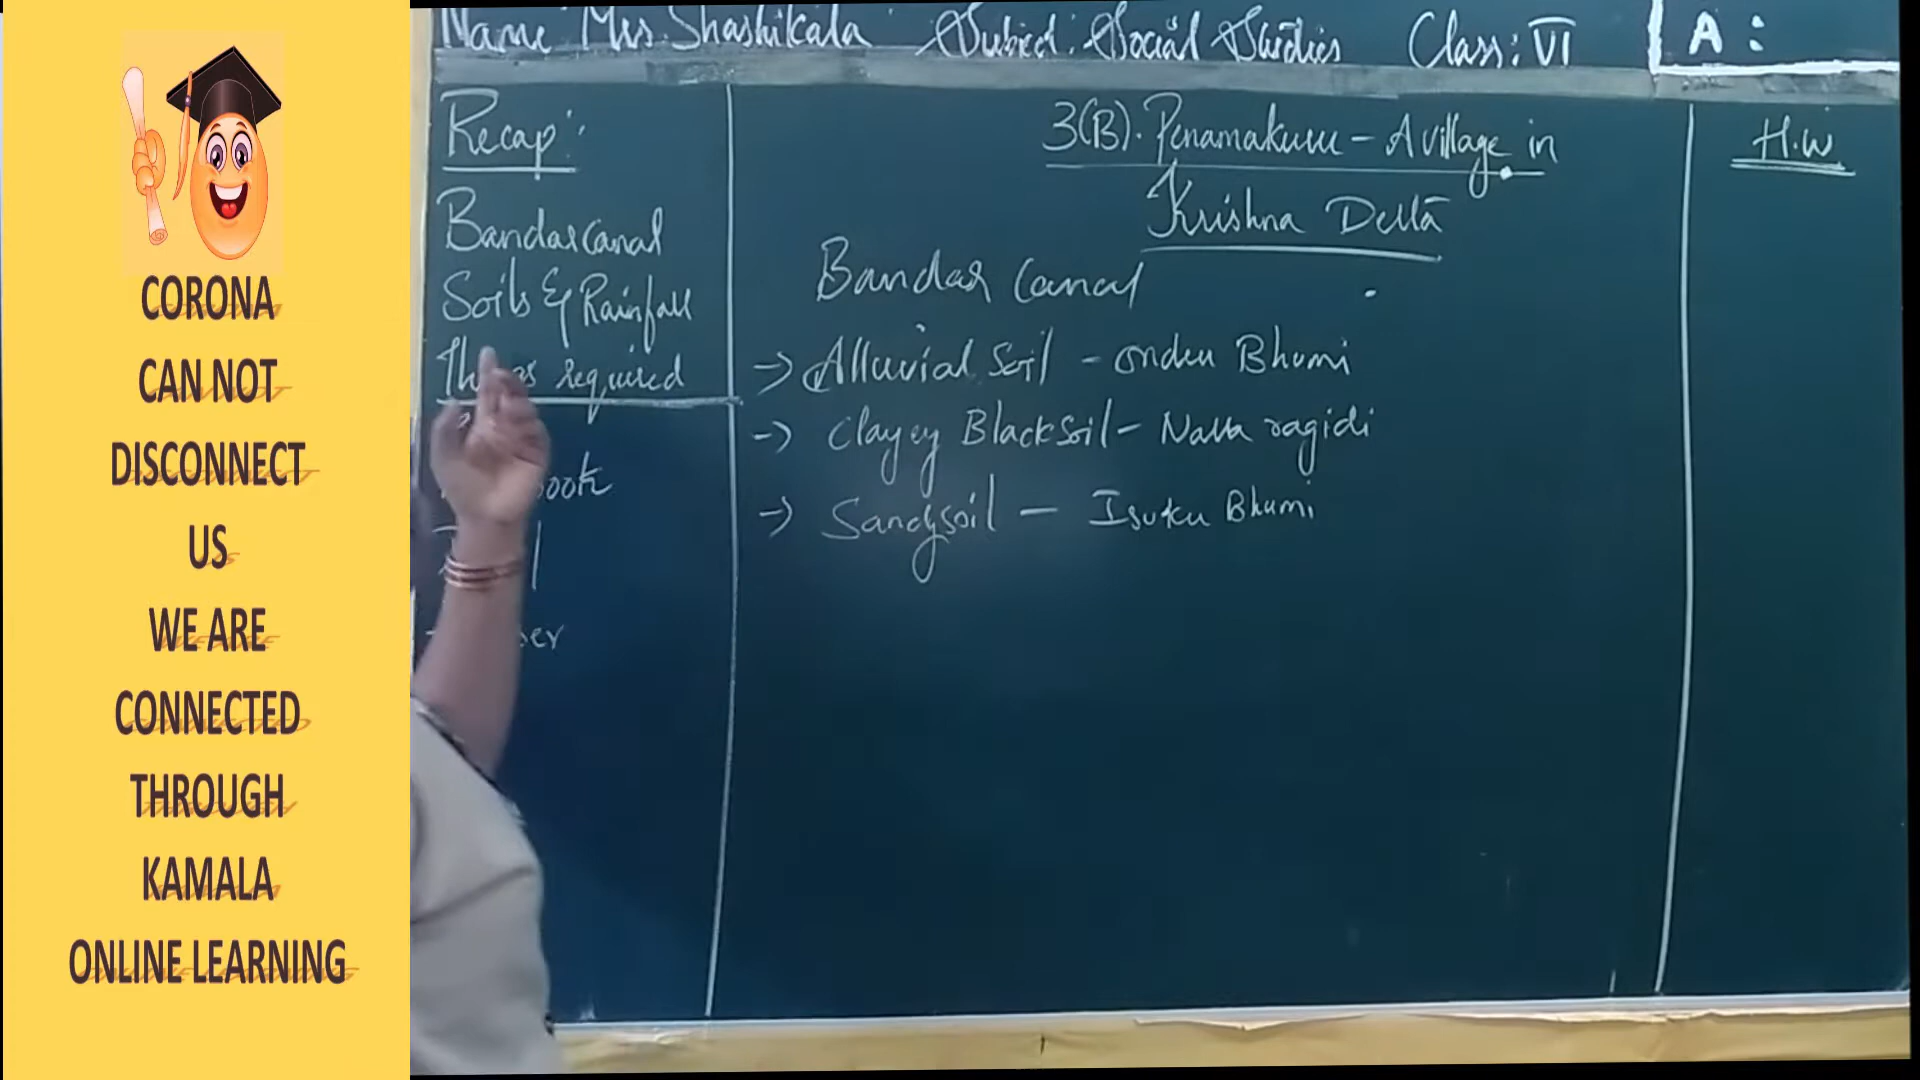 CORONA
CAN NOT
DISCONNECT
US
WE ARE
CONNECTED
THROUGH
KAMALA
ONLINE LEARNING
Name Mrs. Shashikala Subject: Social Studies Class: VI A:
Recap:
Bandar Canal
Soils & Rainfall
required
3(B). Penamakuru - A village in
Krishna Delta
Bandar Canal
-> Alluvial Soil - Ondru Bhumi
-> Clayey Black Soil - Nalla ragidi
-> Sandy soil - Isuku Bhumi
H.W